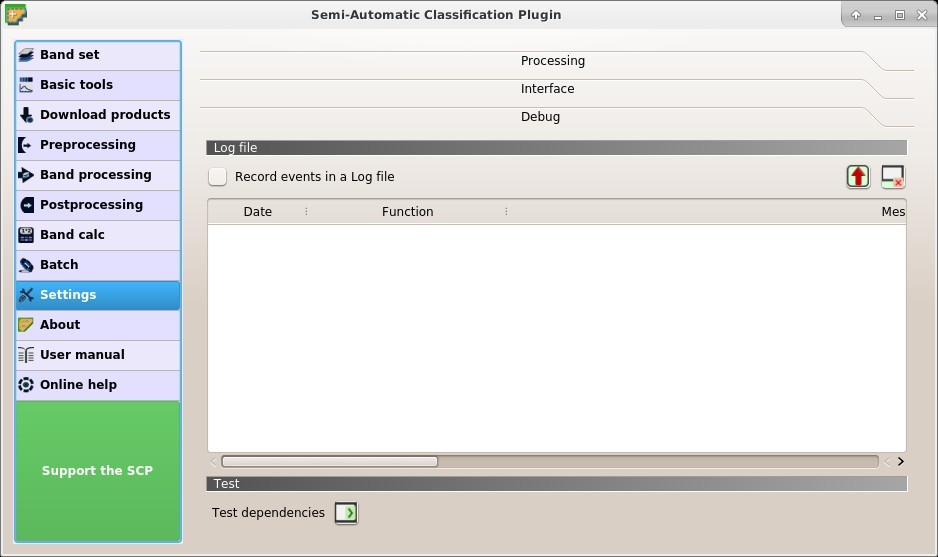 Semi-Automatic Classification Plugin
Band set
Basic tools
Download products
Preprocessing
Band processing
Postprocessing
Band calc
Batch
Settings
About
User manual
Online help
Support the SCP
Processing
Interface
Debug
Log file
Record events in a Log file
Date Function Mes
Test
Test dependencies